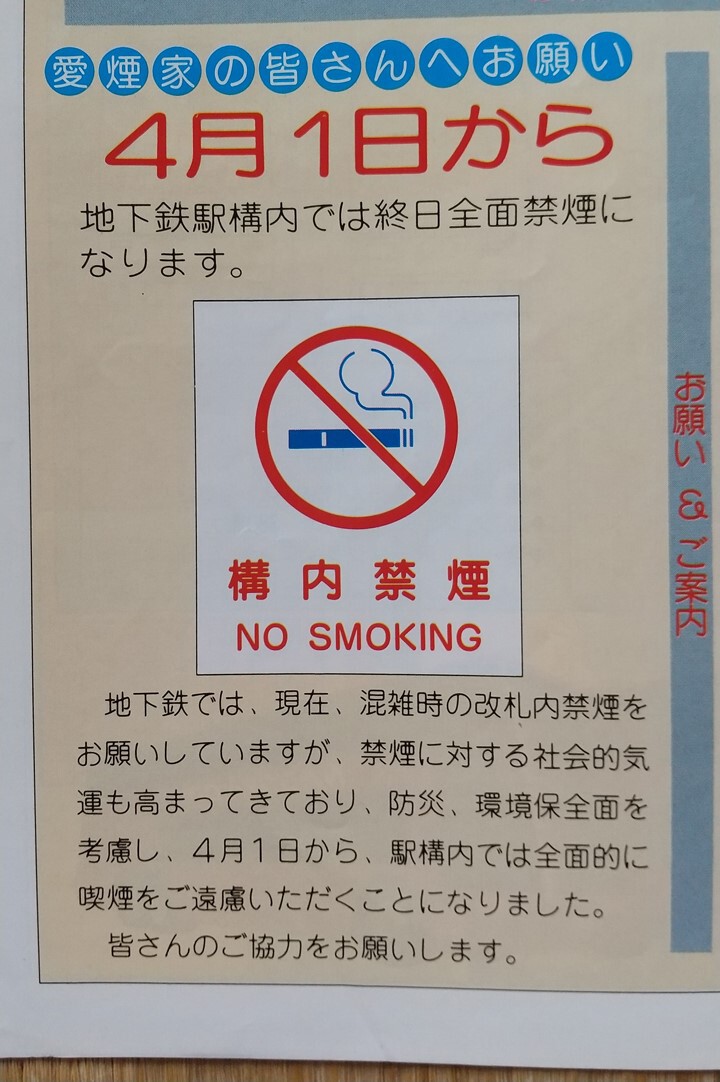 愛煙家の皆さんへお願い
4月1日から
地下鉄駅構内では終日全面禁煙に
なります。
構内禁煙
NO SMOKING
地下鉄では、現在、混雑時の改札内禁煙を
お願いしていますが、禁煙に対する社会的気
運も高まってきており、防災、環境保全面を
考慮し、4月1日から、駅構内では全面的に
喫煙をご遠慮いただくことになりました。
皆さんのご協力をお願いします。
お願い&ご案内